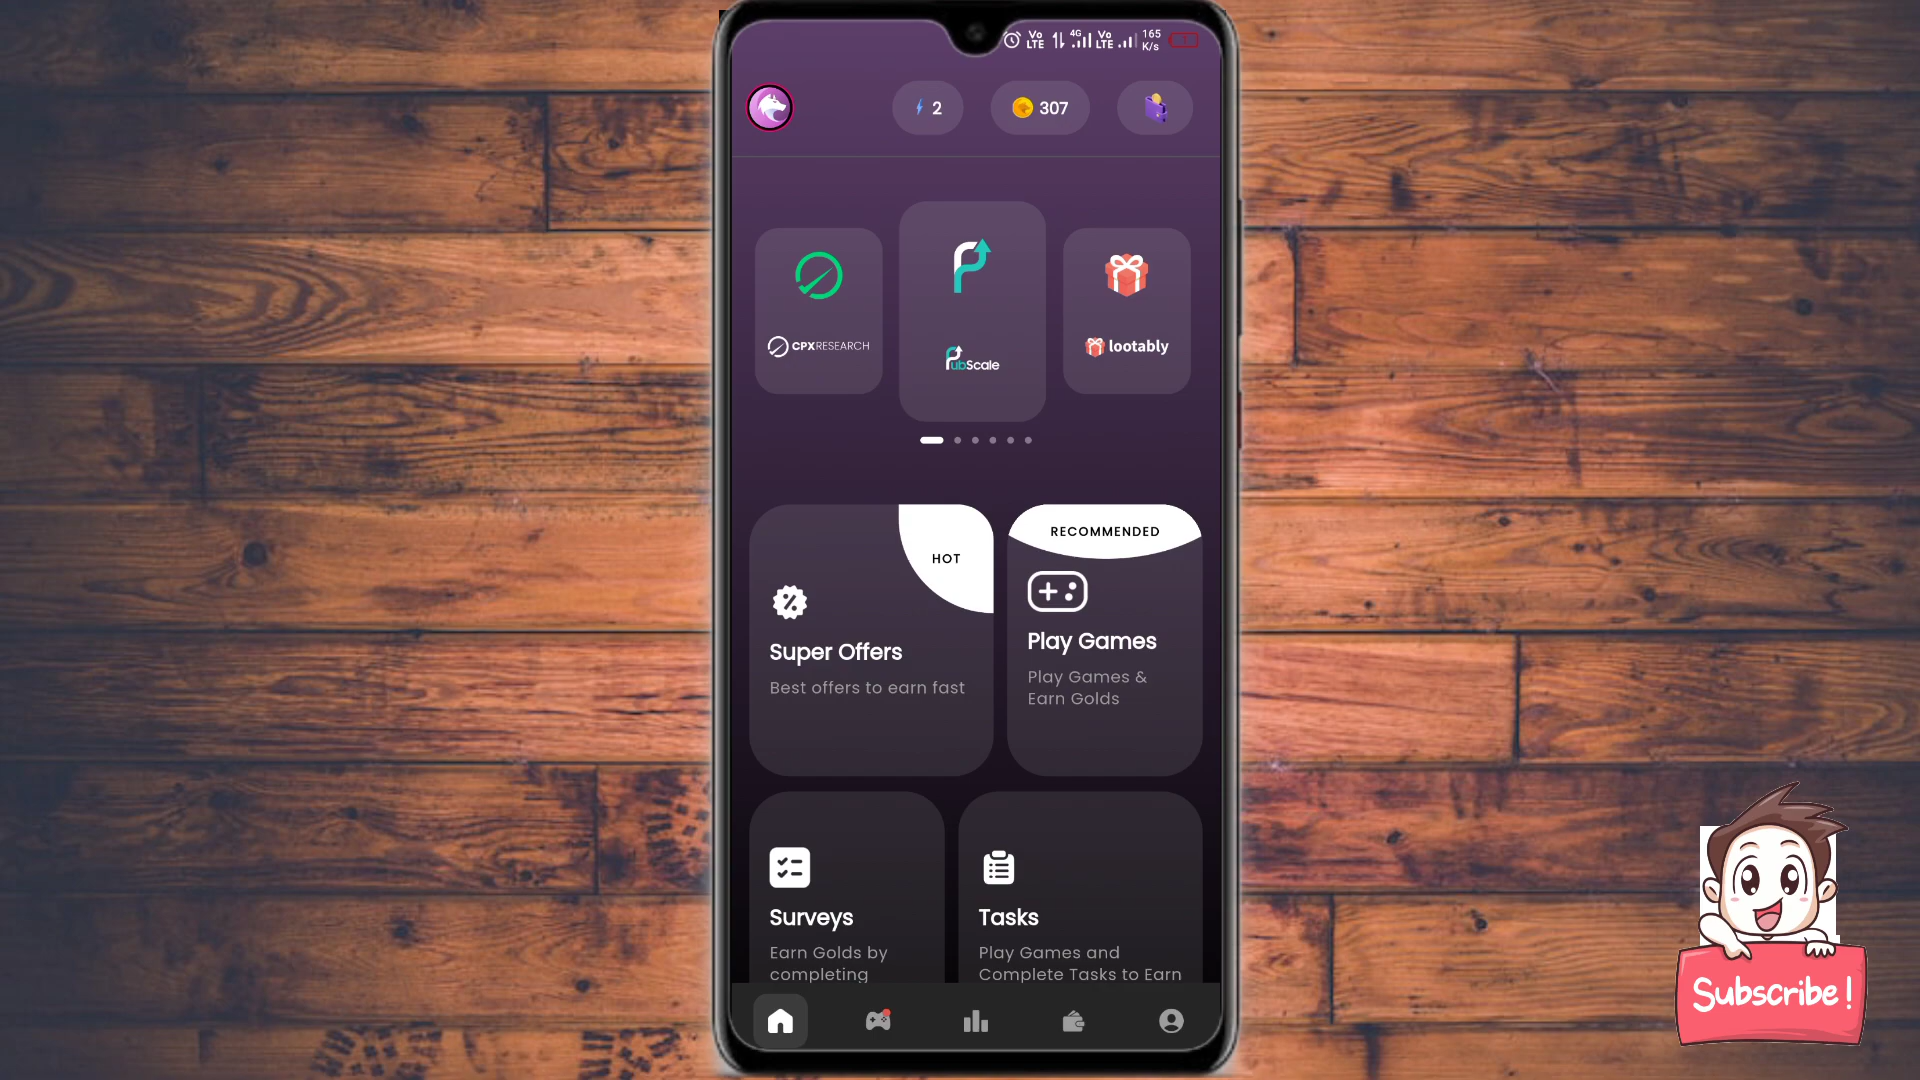 Vo
LTE
4G
Vo
LTE
165
K/s
2
307
CPXRESEARCH
PubScale
lootably
HOT
RECOMMENDED
Super Offers
Best offers to earn fast
Play Games
Play Games &
Earn Golds
Surveys
Earn Golds by
completing
Tasks
Play Games and
Complete Tasks to Earn
Subscribe!